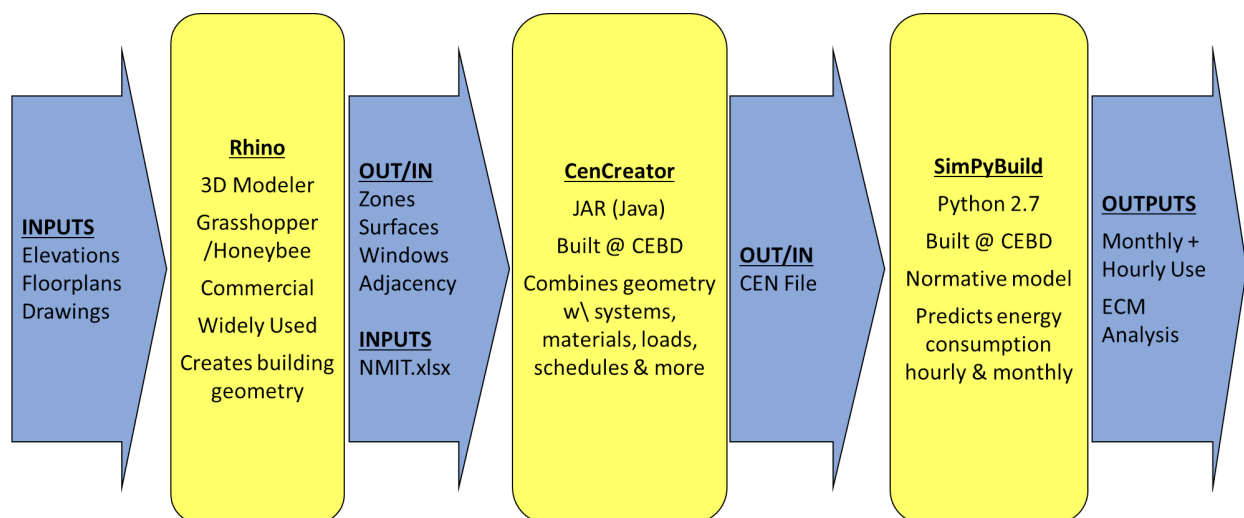 INPUTS
Elevations
Floorplans
Drawings
Rhino
3D Modeler
Grasshopper
/Honeybee
Commercial
Widely Used
Creates building
geometry
OUT/IN
Zones
Surfaces
Windows
Adjacency
INPUTS
NMIT.xlsx
CenCreator
JAR (Java)
Built @ CEBD
Combines geometry
w\ systems,
materials, loads,
schedules & more
OUT/IN
CEN File
SimPyBuild
Python 2.7
Built @ CEBD
Normative model
Predicts energy
consumption
hourly & monthly
OUTPUTS
Monthly +
Hourly Use
ECM
Analysis